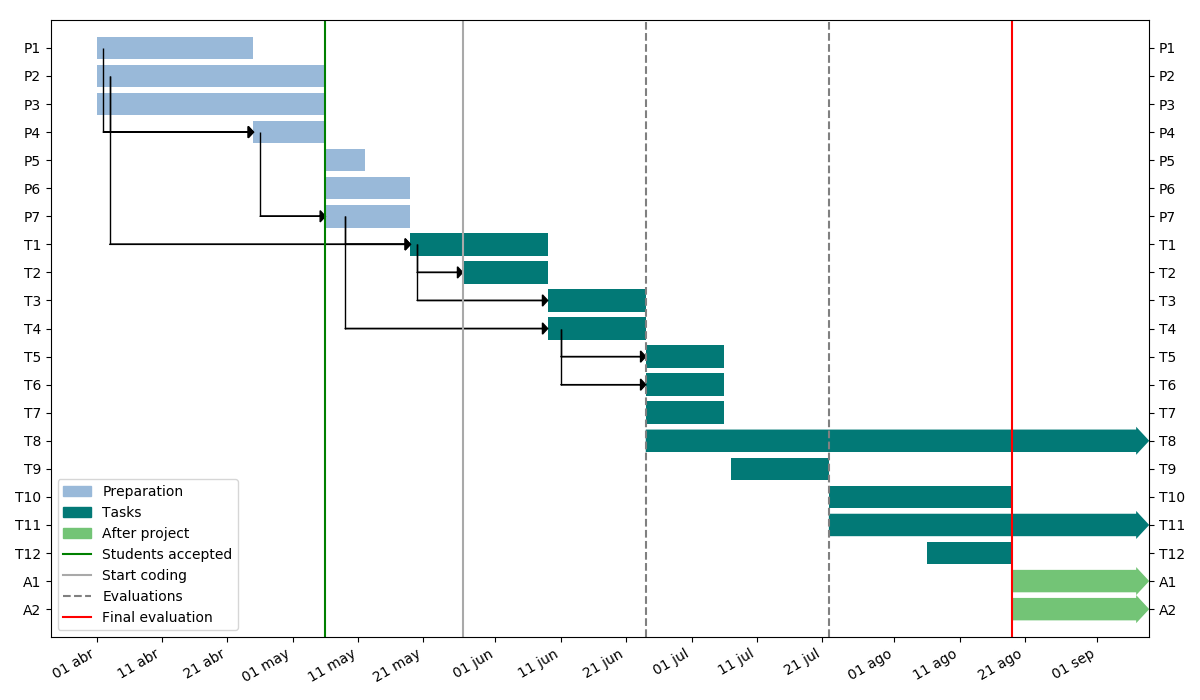 P1 P1
P2 P2
P3 P3
P4 P4
P5 P5
P6 P6
P7 P7
T1 T1
T2 T2
T3 T3
T4 T4
T5 T5
T6 T6
T7 T7
T8 T8
T9 T9
T10 T10
T11 T11
T12 T12
A1 A1
A2 A2
Preparation
Tasks
After project
Students accepted
Start coding
Evaluations
Final evaluation
01 abr 11 abr 21 abr 01 may 11 may 21 may 01 jun 11 jun 21 jun 01 jul 11 jul 21 jul 01 ago 11 ago 21 ago 01 sep